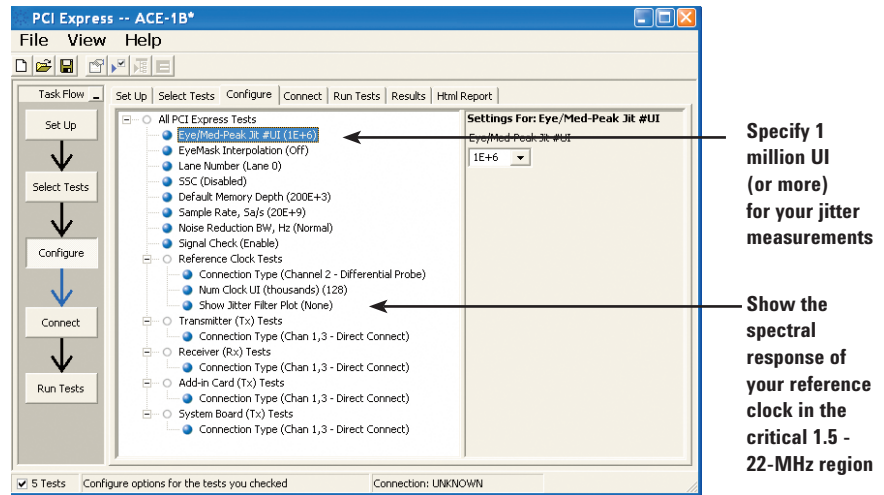 PCI Express -- ACE-1B*
File View Help
Task Flow
Set Up
Select Tests
Configure
Connect
Run Tests
Set Up Select Tests Configure Connect Run Tests Results Html Report
All PCI Express Tests
Eye/Med-Peak Jit #UI (1E+6)
EyeMask Interpolation (Off)
Lane Number (Lane 0)
SSC (Disabled)
Default Memory Depth (200E+3)
Sample Rate, Sa/s (20E+9)
Noise Reduction BW, Hz (Normal)
Signal Check (Enable)
Reference Clock Tests
Connection Type (Channel 2 - Differential Probe)
Num Clock UI (thousands) (128)
Show Jitter Filter Plot (None)
Transmitter (Tx) Tests
Connection Type (Chan 1,3 - Direct Connect)
Receiver (Rx) Tests
Connection Type (Chan 1,3 - Direct Connect)
Add-in Card (Tx) Tests
Connection Type (Chan 1,3 - Direct Connect)
System Board (Tx) Tests
Connection Type (Chan 1,3 - Direct Connect)
Settings For: Eye/Med-Peak Jit #UI
Eye/Med-Peak Jit #UI
1E+6
5 Tests Configure options for the tests you checked Connection: UNKNOWN
Specify 1
million UI
(or more)
for your jitter
measurements
Show the
spectral
response of
your reference
clock in the
critical 1.5 -
22-MHz region